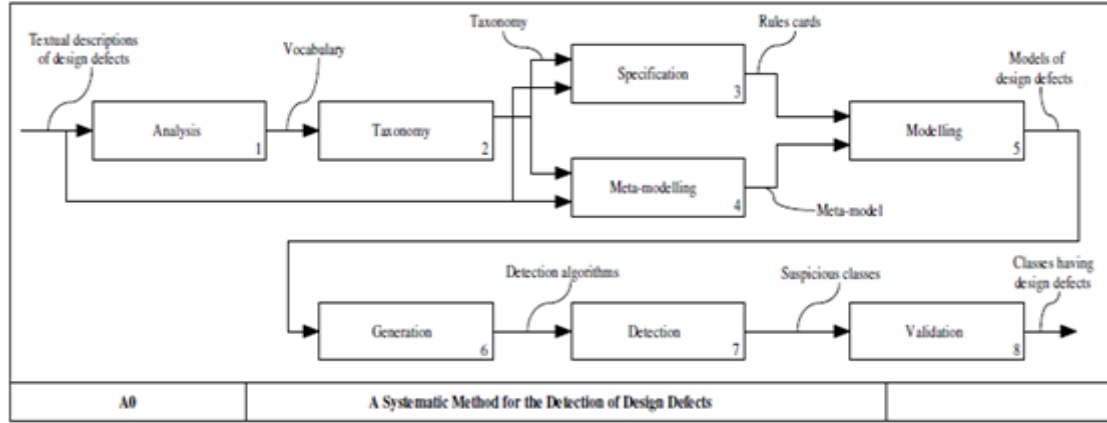 Textual descriptions
of design defects
Vocabulary
Taxonomy
Rules cards
Models of
design defects
Analysis
1
Taxonomy
2
Specification
3
Meta-modelling
4
Meta-model
Modelling
5
Detection algorithms
Suspicious classes
Classes having
design defects
Generation
6
Detection
7
Validation
8
A0
A Systematic Method for the Detection of Design Defects